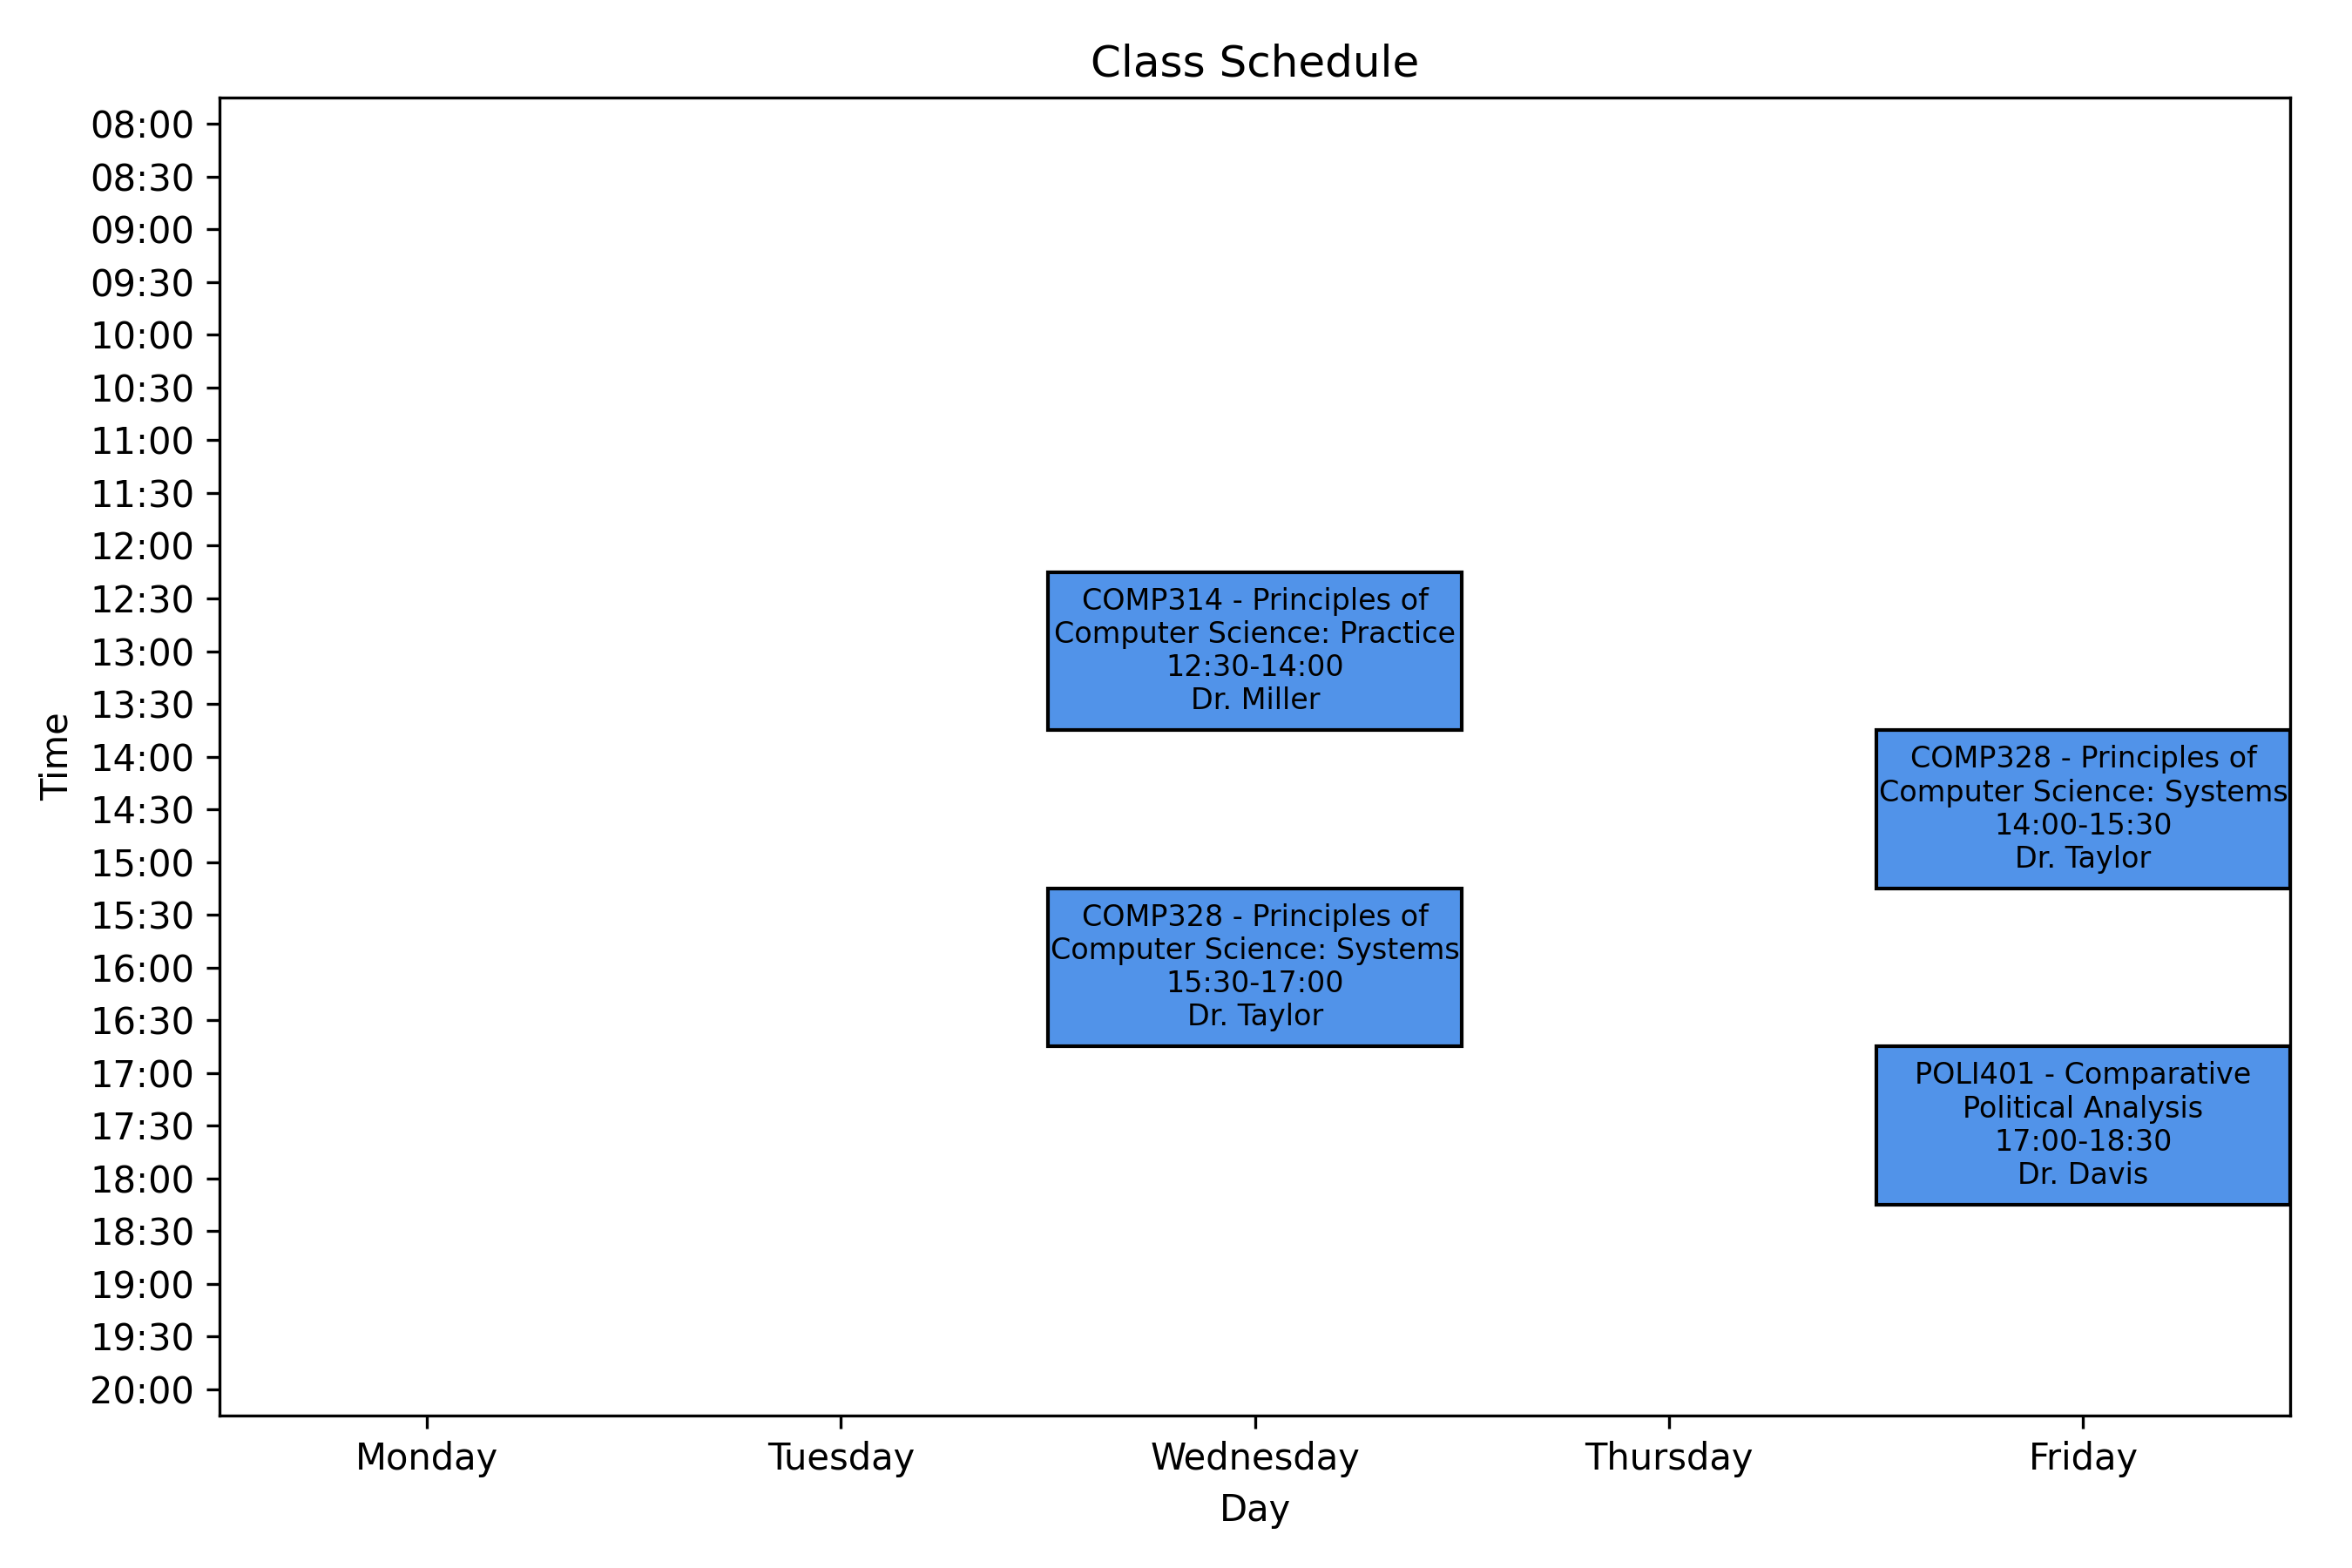 Class Schedule
Time
08:00
08:30
09:00
09:30
10:00
10:30
11:00
11:30
12:00
12:30
13:00
13:30
14:00
14:30
15:00
15:30
16:00
16:30
17:00
17:30
18:00
18:30
19:00
19:30
20:00
COMP314 - Principles of
Computer Science: Practice
12:30-14:00
Dr. Miller
COMP328 - Principles of
Computer Science: Systems
15:30-17:00
Dr. Taylor
COMP328 - Principles of
Computer Science: Systems
14:00-15:30
Dr. Taylor
POLI401 - Comparative
Political Analysis
17:00-18:30
Dr. Davis
Monday
Tuesday
Wednesday
Thursday
Friday
Day